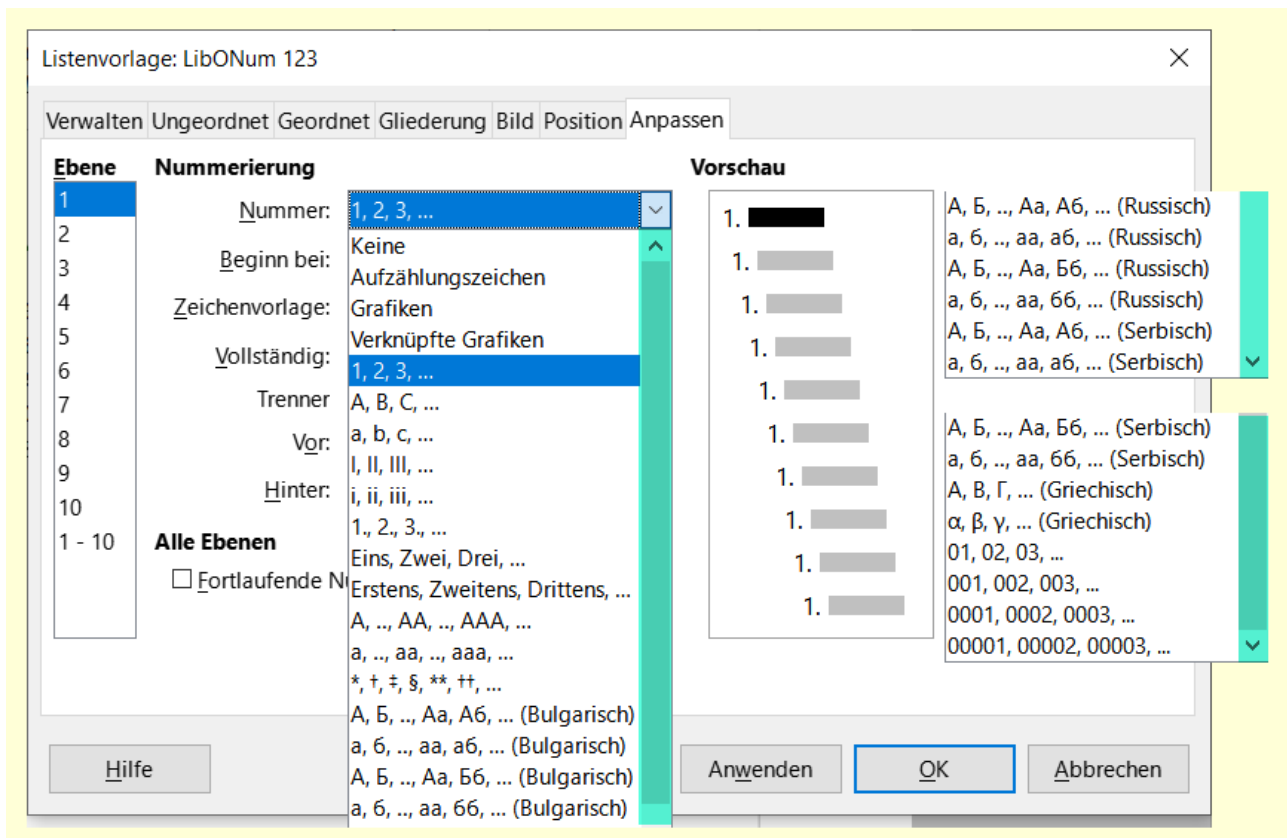 Listenvorlage: LibONum 123
Verwalten Ungeordnet Geordnet Gliederung Bild Position Anpassen
Ebene
1
2
3
4
5
6
7
8
9
10
1 - 10
Nummerierung
Nummer: 1, 2, 3, ...
Beginn bei:
Zeichenvorlage:
Vollständig:
Trenner
Vor:
Hinter:
Alle Ebenen
Fortlaufende Nu
Keine
Aufzählungszeichen
Grafiken
Verknüpfte Grafiken
1, 2, 3, ...
A, B, C, ...
a, b, c, ...
I, II, III, ...
i, ii, iii, ...
1., 2., 3., ...
Eins, Zwei, Drei, ...
Erstens, Zweitens, Drittens, ...
A, .., AA, .., AAA, ...
a, .., aa, .., aaa, ...
*, †, ‡, §, **, ††, ...
А, Б, .., Аа, Аб, ... (Bulgarisch)
а, б, .., аа, аб, ... (Bulgarisch)
А, Б, .., Аа, Бб, ... (Bulgarisch)
а, б, .., аа, бб, ... (Bulgarisch)
Vorschau
1.
1.
1.
1.
1.
1.
1.
1.
1.
1.
А, Б, .., Аа, Аб, ... (Russisch)
а, б, .., аа, аб, ... (Russisch)
А, Б, .., Аа, Бб, ... (Russisch)
а, б, .., аа, бб, ... (Russisch)
А, Б, .., Аа, Аб, ... (Serbisch)
а, б, .., аа, аб, ... (Serbisch)
А, Б, .., Аа, Бб, ... (Serbisch)
а, б, .., аа, бб, ... (Serbisch)
Α, Β, Γ, ... (Griechisch)
α, β, γ, ... (Griechisch)
01, 02, 03, ...
001, 002, 003, ...
0001, 0002, 0003, ...
00001, 00002, 00003, ...
Hilfe
Anwenden
OK
Abbrechen